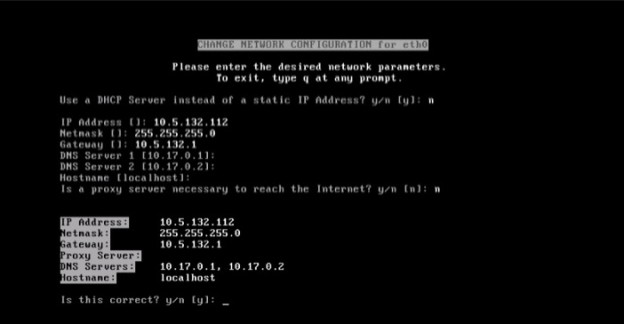 CHANGE NETWORK CONFIGURATION for eth0
Please enter the desired network parameters.
To exit, type q at any prompt.
Use a DHCP Server instead of a static IP Address? y/n [y]: n
IP Address []: 10.5.132.112
Netmask []: 255.255.255.0
Gateway []: 10.5.132.1
DNS Server 1 [10.17.0.1]:
DNS Server 2 [10.17.0.2]:
Hostname [localhost]:
Is a proxy server necessary to reach the Internet? y/n [n]: n
IP Address: 10.5.132.112
Netmask: 255.255.255.0
Gateway: 10.5.132.1
Proxy Server:
DNS Servers: 10.17.0.1, 10.17.0.2
Hostname: localhost
Is this correct? y/n [y]: _